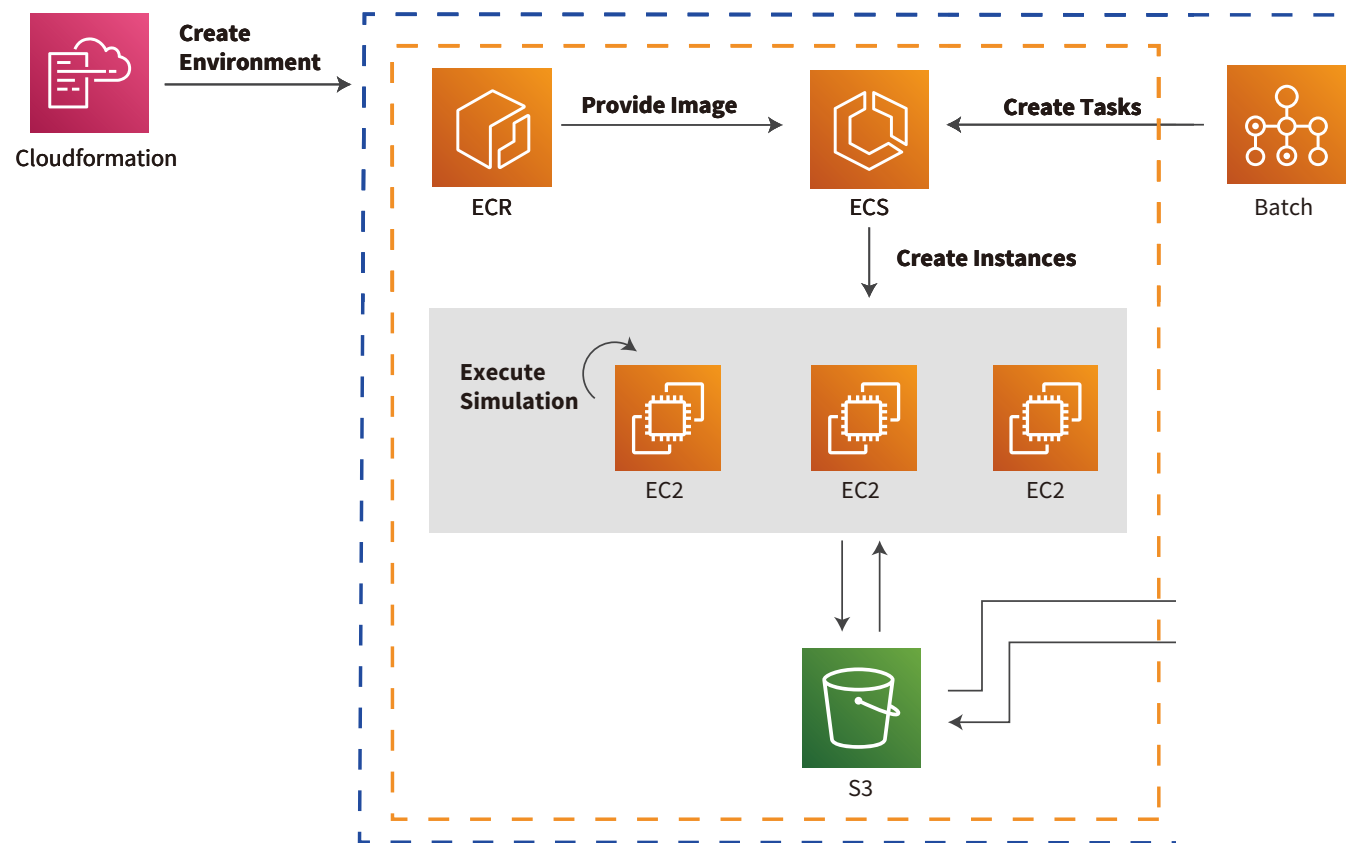 Create
Environment
Cloudformation
Provide Image
Create Tasks
ECR
ECS
Batch
Create Instances
Execute
Simulation
EC2
EC2
EC2
S3